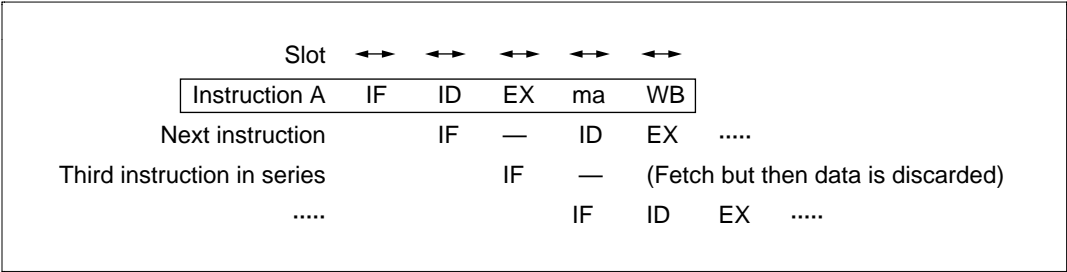 Slot
Instruction A IF ID EX ma WB
Next instruction IF — ID EX .....
Third instruction in series IF — (Fetch but then data is discarded)
..... IF ID EX .....